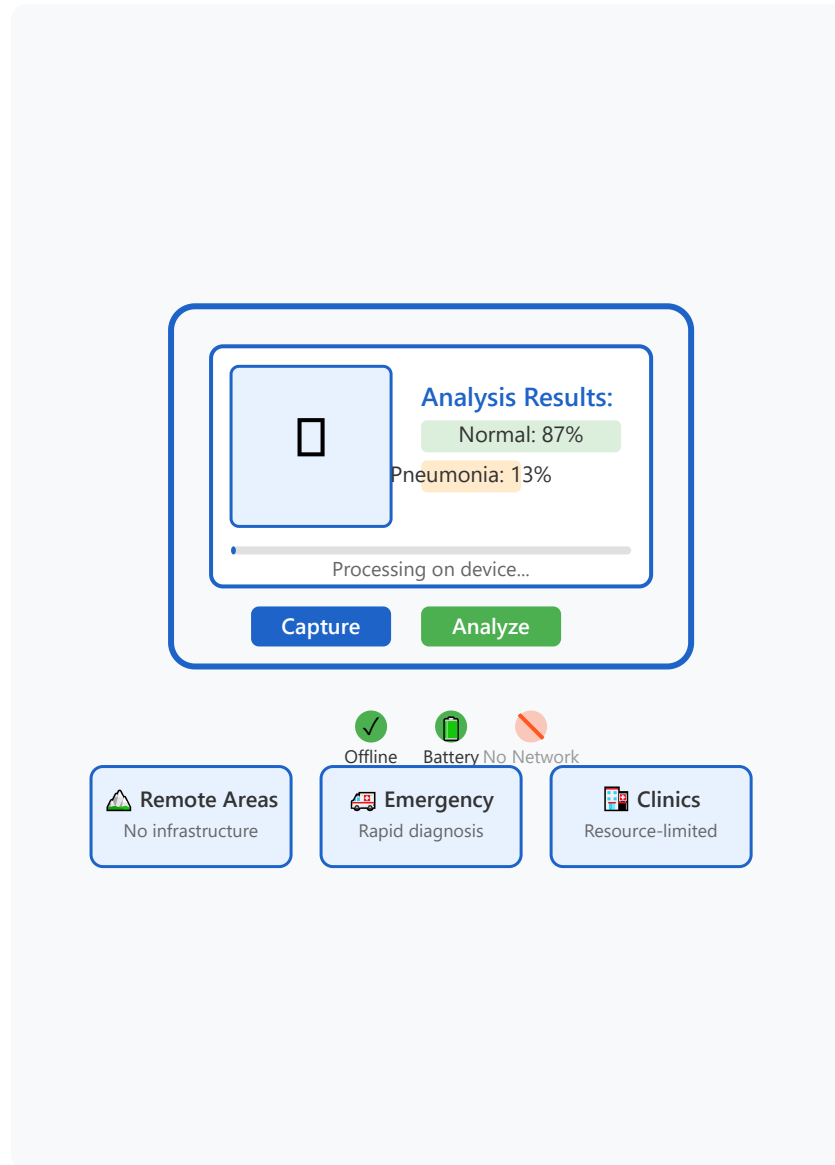 Analysis Results:
Normal: 87%
Pneumonia: 13%
Processing on device...
Capture
Analyze
Offline
Battery
No Network
Remote Areas
No infrastructure
Emergency
Rapid diagnosis
Clinics
Resource-limited